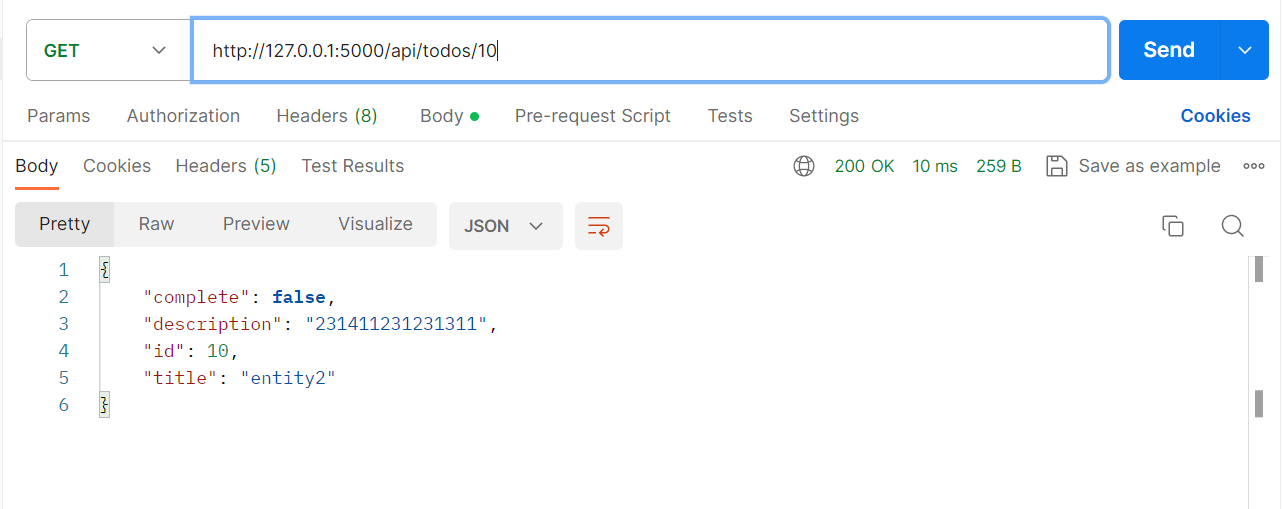 GET http://127.0.0.1:5000/api/todos/10 Send
Params Authorization Headers (8) Body Pre-request Script Tests Settings Cookies
Body Cookies Headers (5) Test Results 200 OK 10 ms 259 B Save as example
Pretty Raw Preview Visualize JSON
1 {
2 "complete": false,
3 "description": "231411231231311",
4 "id": 10,
5 "title": "entity2"
6 }